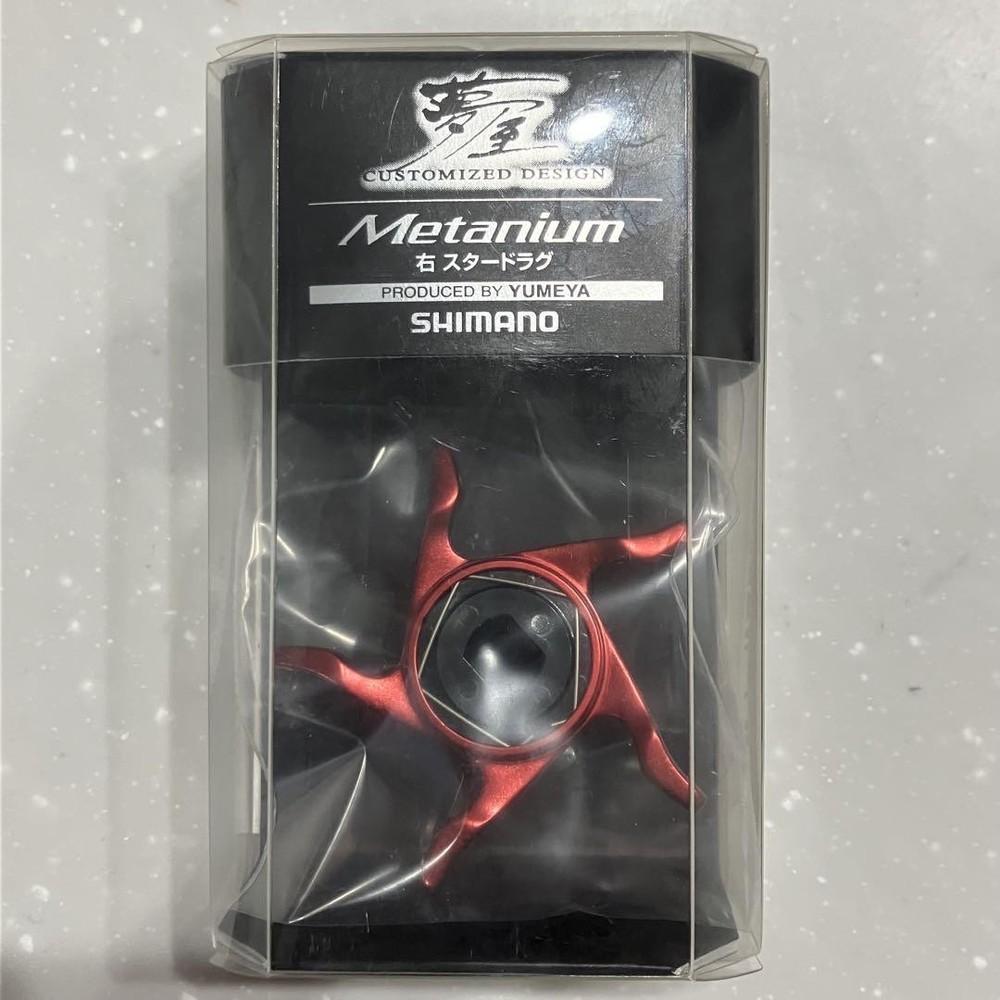 夢屋
CUSTOMIZED DESIGN
Metanium
右 スタードラグ
PRODUCED BY YUMEYA
SHIMANO